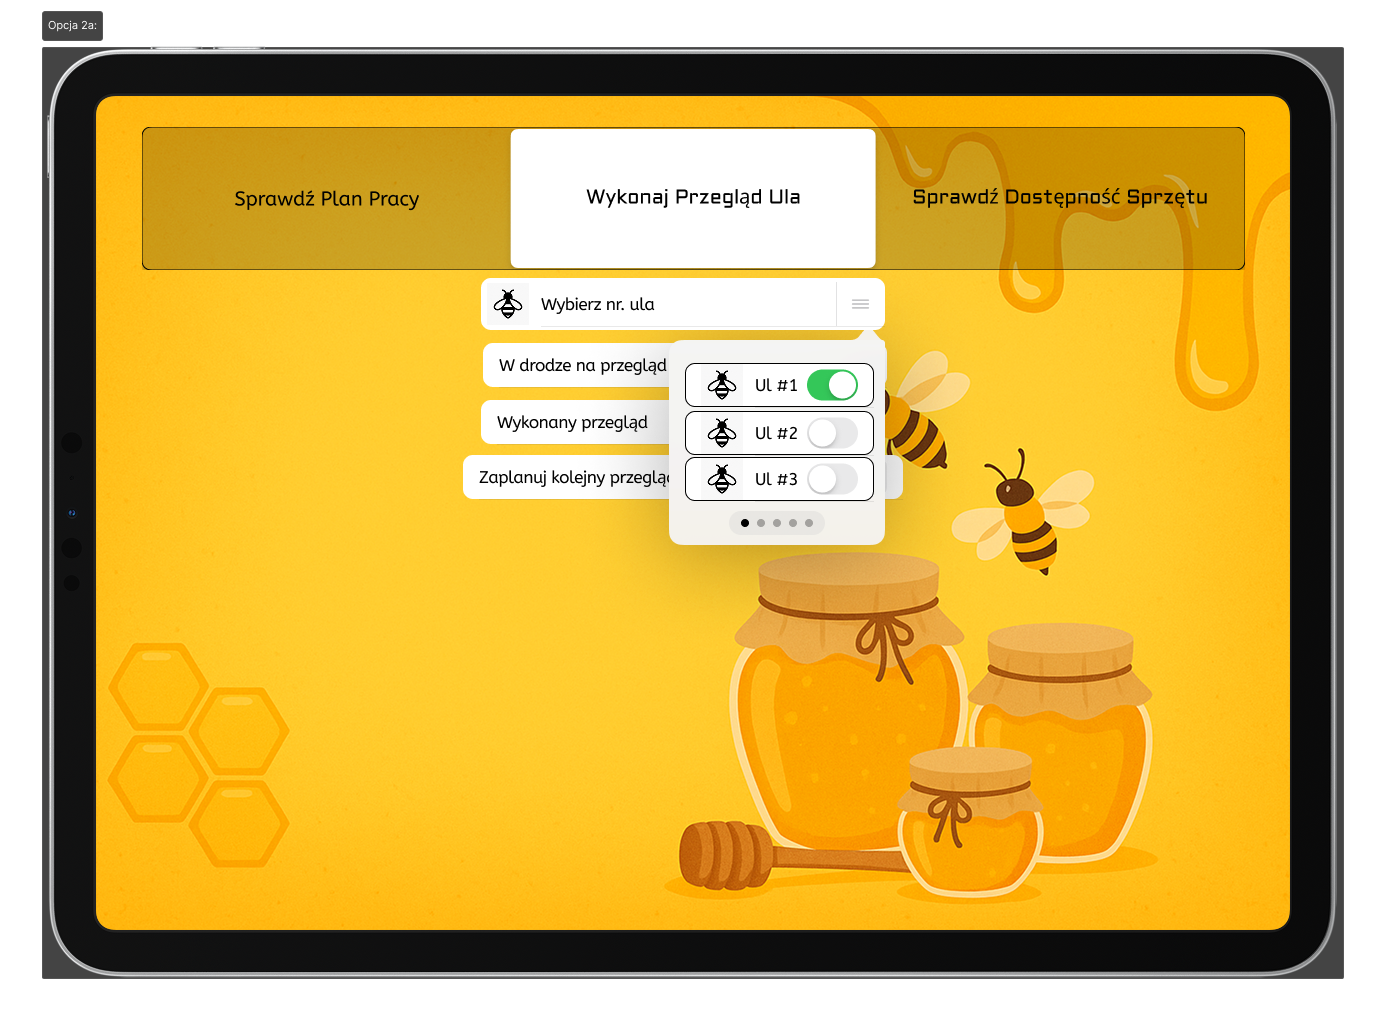 Opcja 2a:
Sprawdź Plan Pracy
Wykonaj Przegląd Ula
Sprawdź Dostępność Sprzętu
Wybierz nr. ula
W drodze na przegląd
Wykonany przegląd
Zaplanuj kolejny przegląd
Ul #1
Ul #2
Ul #3